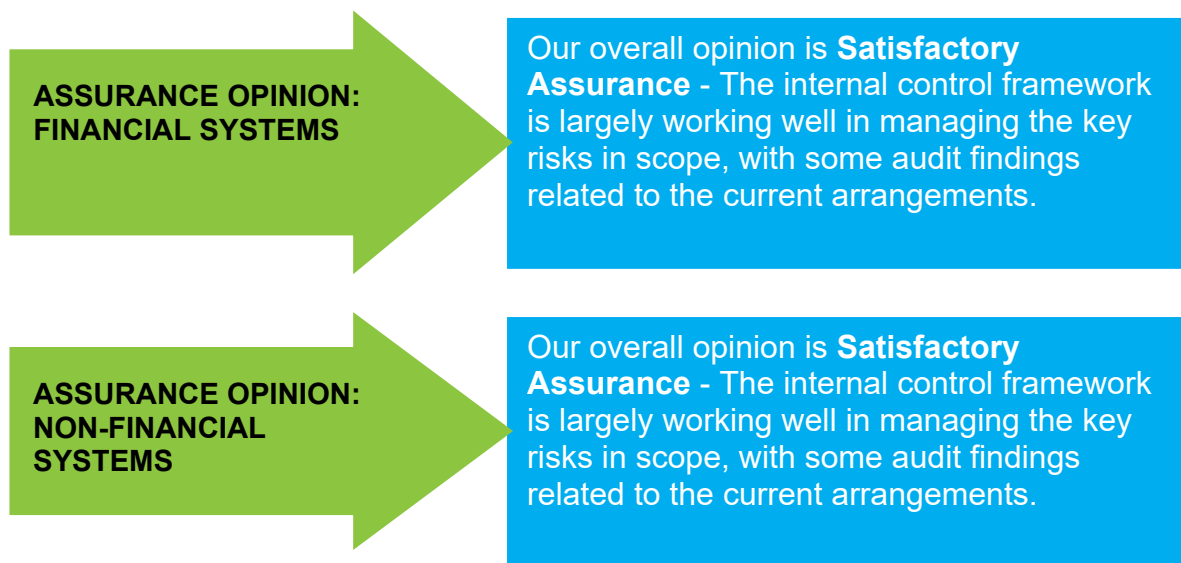 ASSURANCE OPINION:
FINANCIAL SYSTEMS
Our overall opinion is Satisfactory
Assurance - The internal control framework
is largely working well in managing the key
risks in scope, with some audit findings
related to the current arrangements.
ASSURANCE OPINION:
NON-FINANCIAL
SYSTEMS
Our overall opinion is Satisfactory
Assurance - The internal control framework
is largely working well in managing the key
risks in scope, with some audit findings
related to the current arrangements.